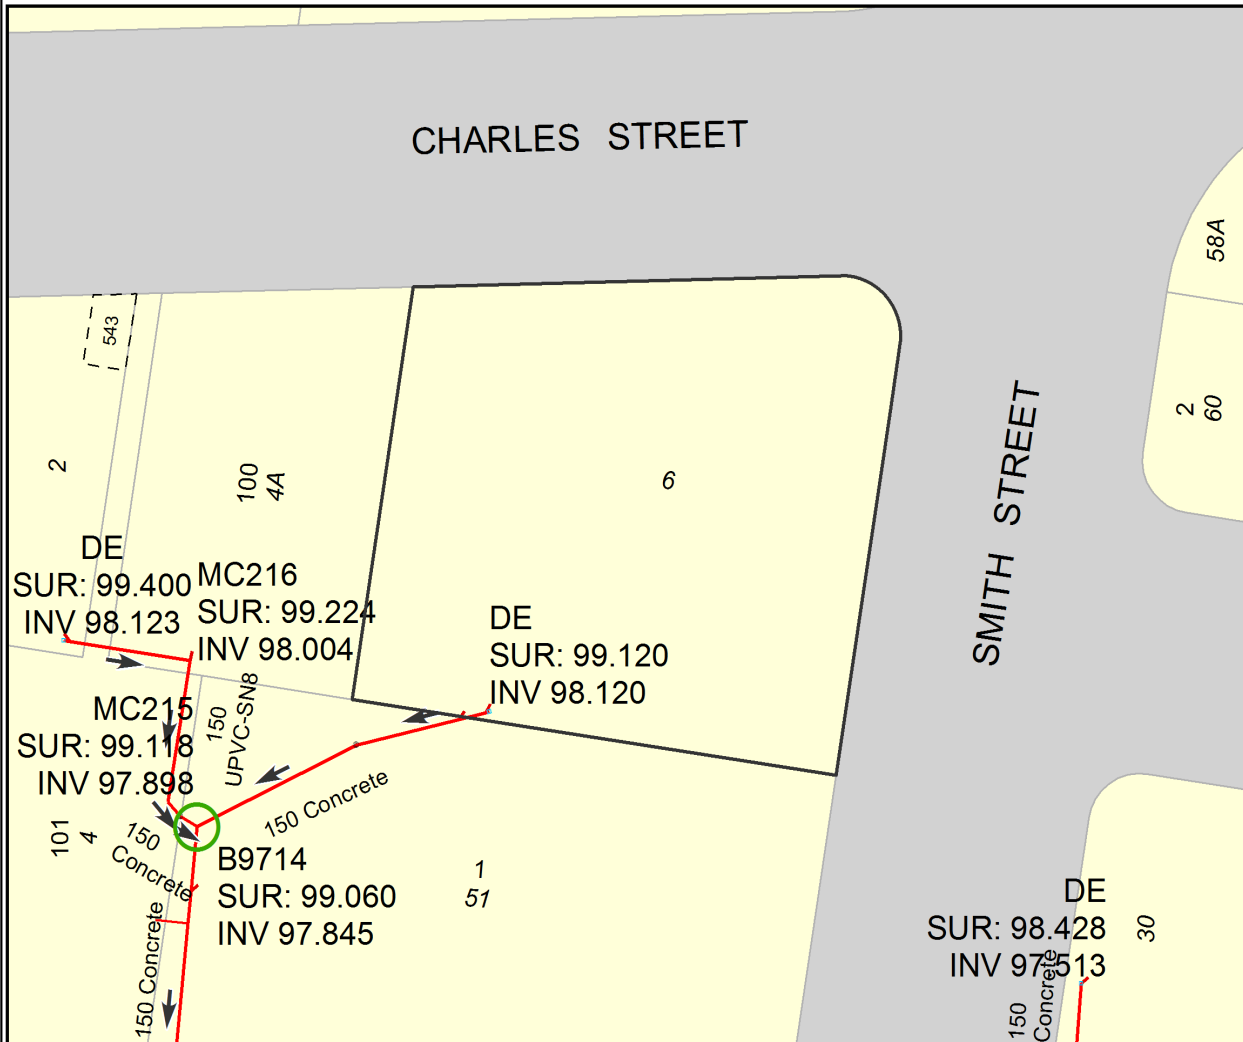 CHARLES STREET
58A
543
SMITH STREET
2
60
2
100
4A
6
DE
SUR: 99.400
INV 98.123
MC216
SUR: 99.224
INV 98.004
DE
SUR: 99.120
INV 98.120
MC215
SUR: 99.118
INV 97.898
150
UPVC-SN8
150 Concrete
101
4
150
Concrete
B9714
SUR: 99.060
INV 97.845
1
51
150 Concrete
DE
SUR: 98.428
INV 97.513
30
150
Concrete